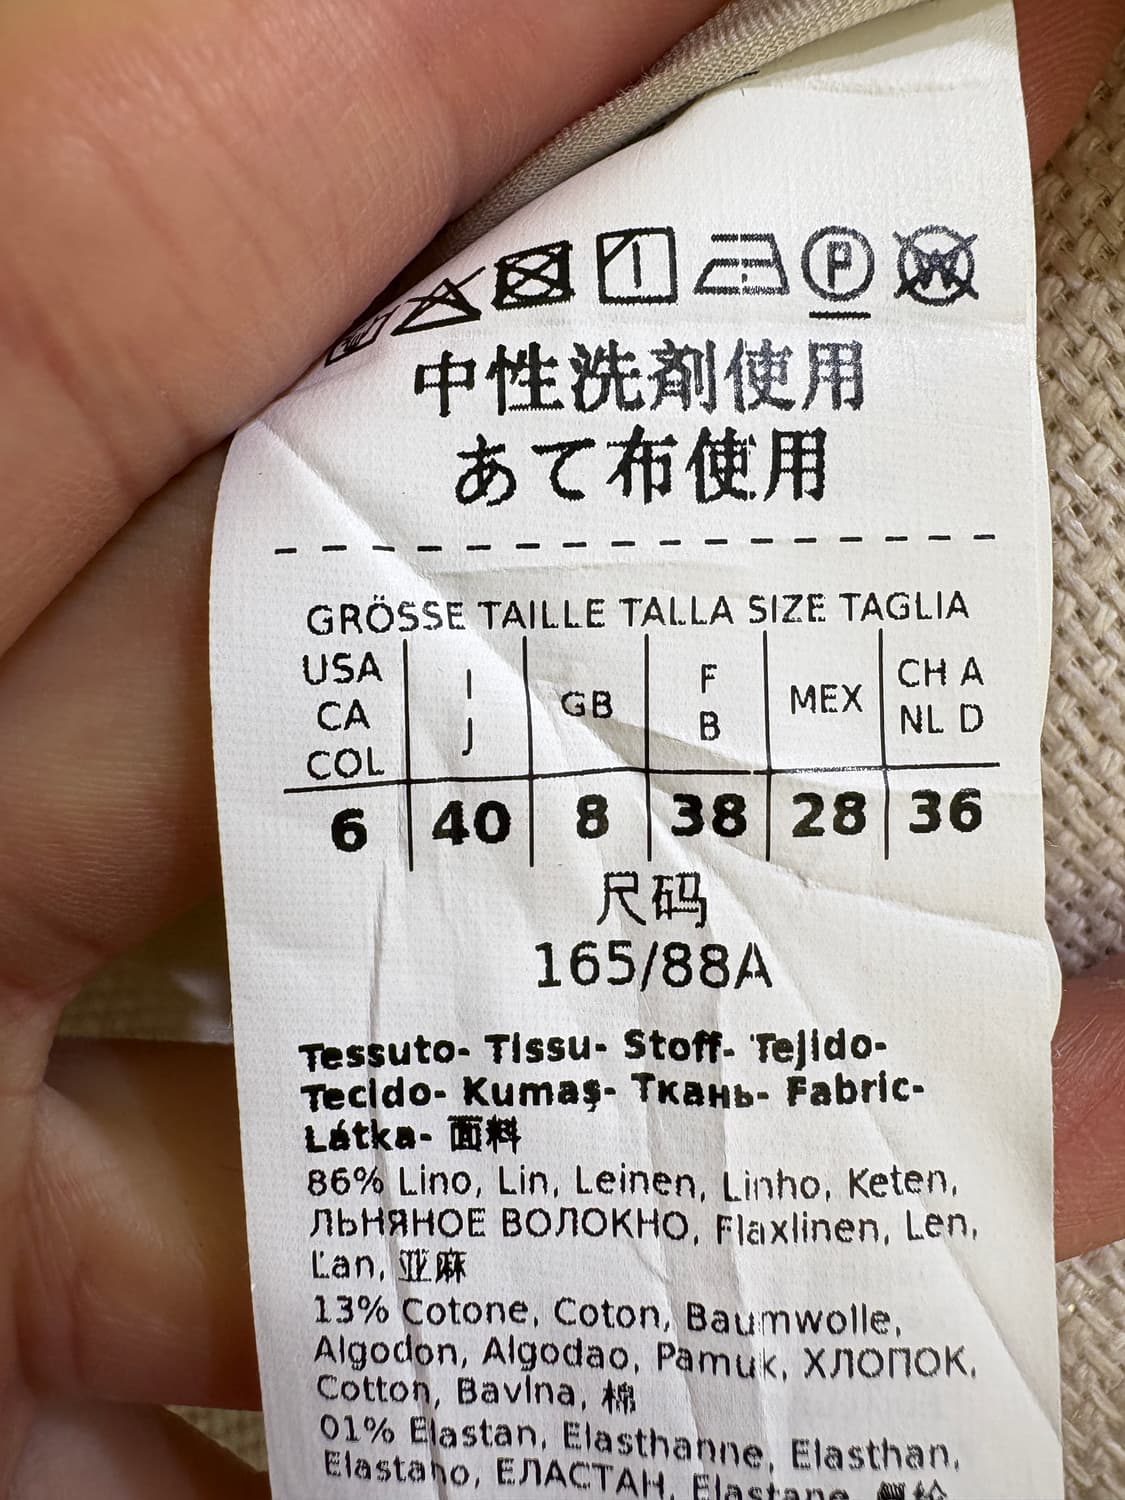 P W
中性洗剤使用
あて布使用
GRÖSSE TAILLE TALLA SIZE TAGLIA
USA CA COL | I J | GB | F B | MEX | CH A NL D
6 | 40 | 8 | 38 | 28 | 36
尺码
165/88A
Tessuto- Tissu- Stoff- Tejido-
Tecido- Kumaş- Ткань- Fabric-
Látka- 面料
86% Lino, Lin, Leinen, Linho, Keten,
ЛЬНЯНОЕ ВОЛОКНО, Flaxlinen, Len,
Ľan, 亚麻
13% Cotone, Coton, Baumwolle,
Algodon, Algodao, Pamuk, ХЛОПОК,
Cotton, Bavlna, 棉
01% Elastan, Elasthanne, Elasthan,
Elastano, ЕЛАСТАН, Elastane,